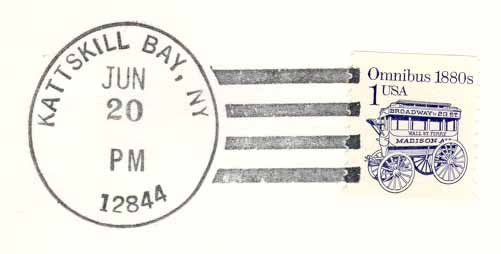 KATTSKILL BAY, NY
JUN
20
PM
12844
Omnibus 1880s
1 USA
BROADWAY & 23 ST.
WALL ST. FERRY
MADISON AV.